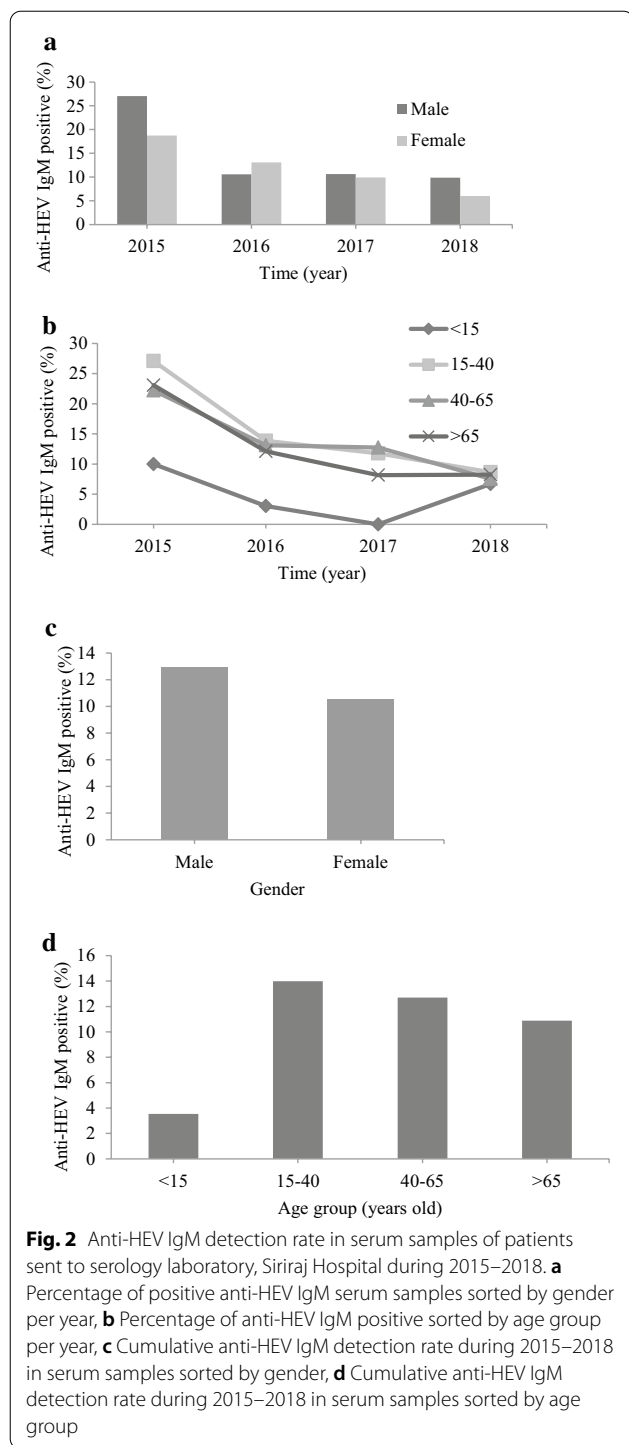 a
Anti-HEV IgM positive (%)
30
25
20
15
10
5
0
Male
Female
2015 2016 2017 2018
Time (year)
b
Anti-HEV IgM positive (%)
30
25
20
15
10
5
0
<15
15-40
40-65
>65
2015 2016 2017 2018
Time (year)
c
Anti-HEV IgM positive (%)
14
12
10
8
6
4
2
0
Male Female
Gender
d
Anti-HEV IgM positive (%)
16
14
12
10
8
6
4
2
0
<15 15-40 40-65 >65
Age group (years old)
Fig. 2 Anti-HEV IgM detection rate in serum samples of patients
sent to serology laboratory, Siriraj Hospital during 2015–2018. a
Percentage of positive anti-HEV IgM serum samples sorted by gender
per year, b Percentage of anti-HEV IgM positive sorted by age group
per year, c Cumulative anti-HEV IgM detection rate during 2015–2018
in serum samples sorted by gender, d Cumulative anti-HEV IgM
detection rate during 2015–2018 in serum samples sorted by age
group